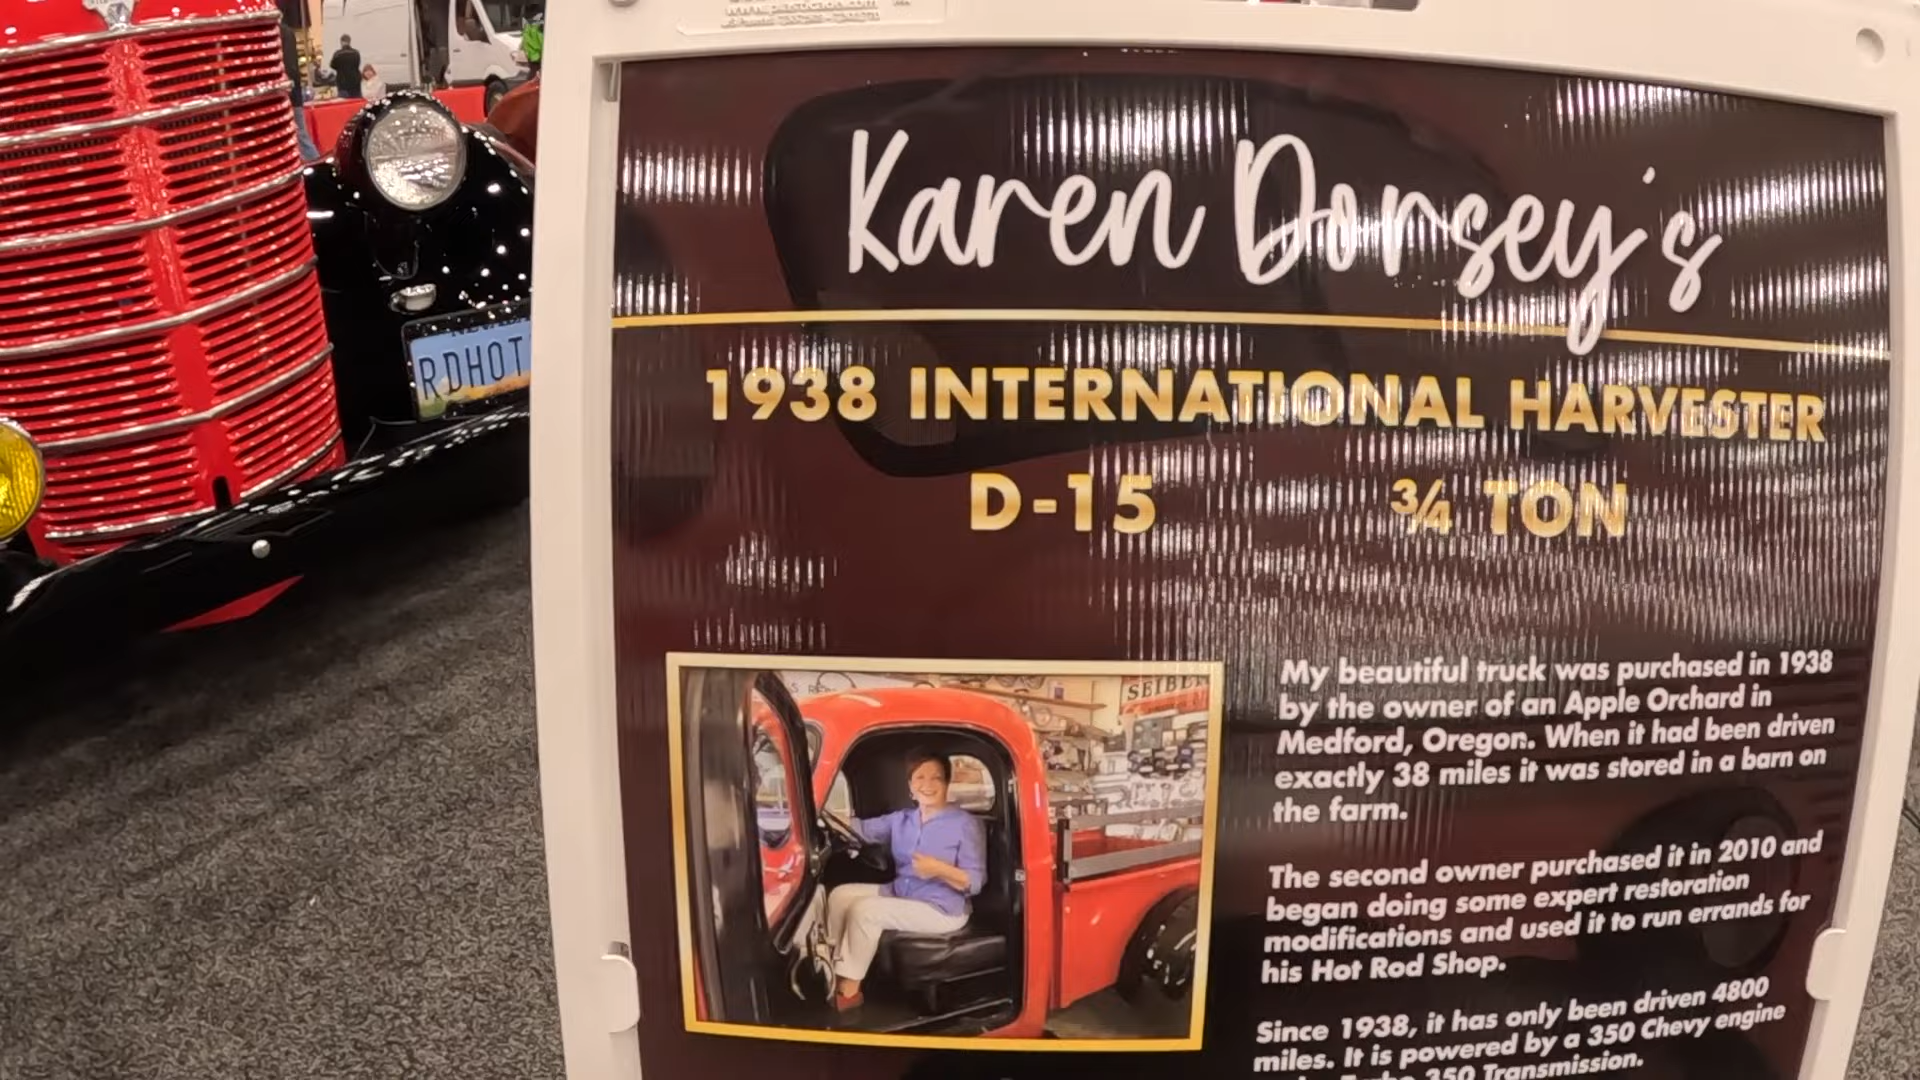 RDHOT
Karen Dorsey's
1938 INTERNATIONAL HARVESTER
D-15 ¾ TON
SEIBER
My beautiful truck was purchased in 1938
by the owner of an Apple Orchard in
Medford, Oregon. When it had been driven
exactly 38 miles it was stored in a barn on
the farm.
The second owner purchased it in 2010 and
began doing some expert restoration
modifications and used it to run errands for
his Hot Rod Shop.
Since 1938, it has only been driven 4800
miles. It is powered by a 350 Chevy engine
350 Transmission.